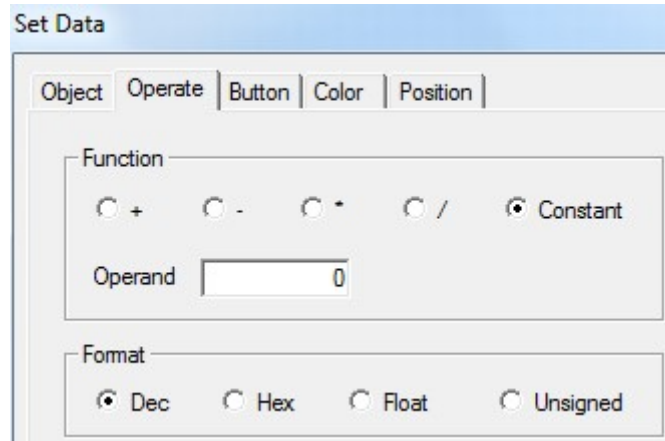 Set Data
Object Operate Button Color Position
Function
+ - * / Constant
Operand 0
Format
Dec Hex Float Unsigned